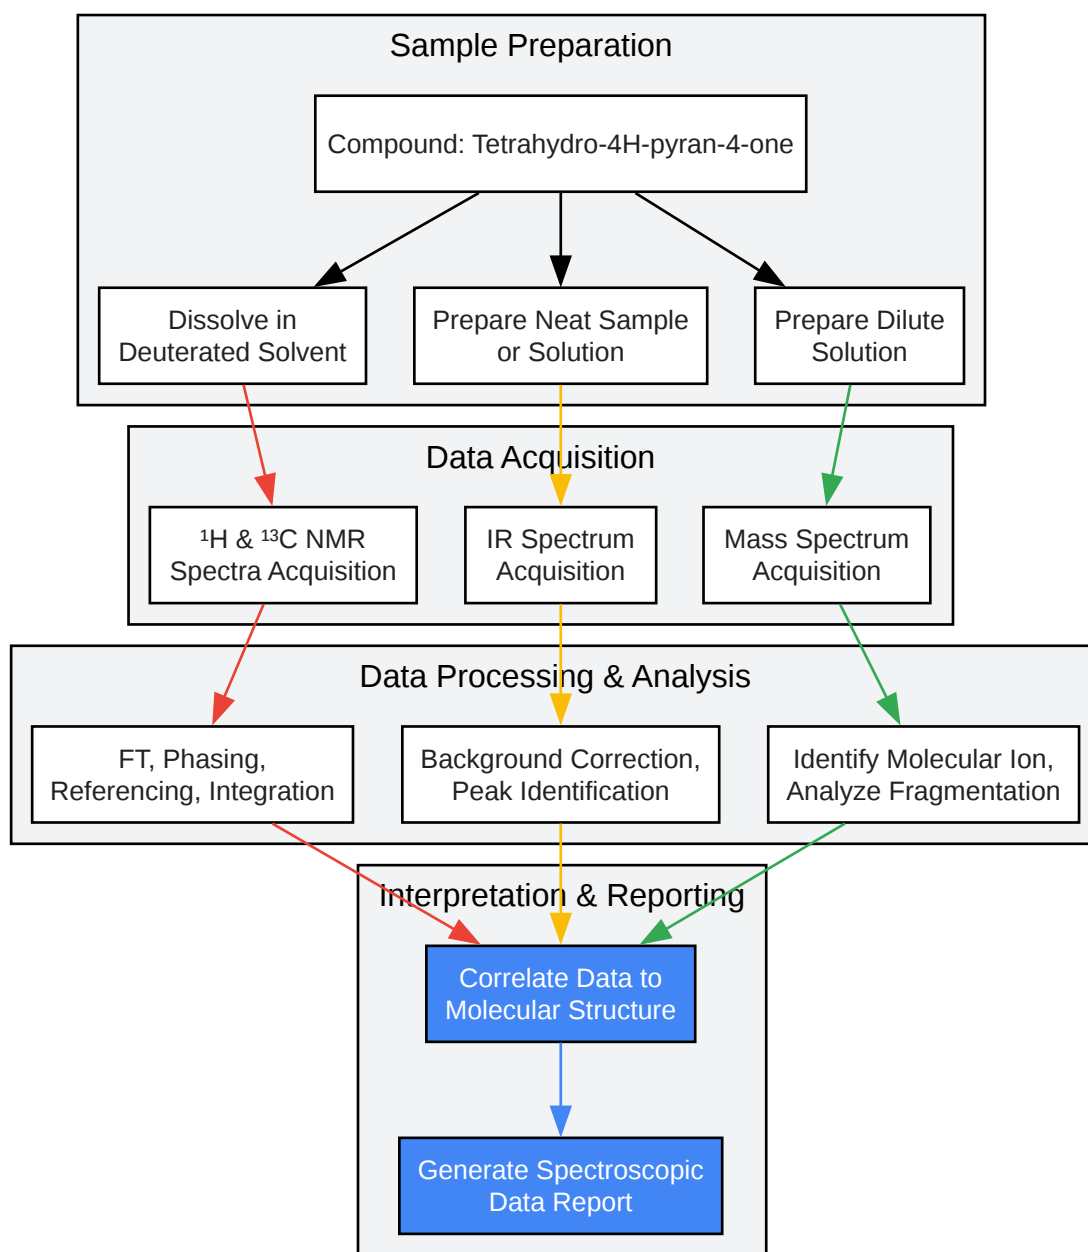 Sample Preparation
Compound: Tetrahydro-4H-pyran-4-one
Dissolve in
Deuterated Solvent
Prepare Neat Sample
or Solution
Prepare Dilute
Solution
Data Acquisition
¹H & ¹³C NMR
Spectra Acquisition
IR Spectrum
Acquisition
Mass Spectrum
Acquisition
Data Processing & Analysis
FT, Phasing,
Referencing, Integration
Background Correction,
Peak Identification
Identify Molecular Ion,
Analyze Fragmentation
Interpretation & Reporting
Correlate Data to
Molecular Structure
Generate Spectroscopic
Data Report